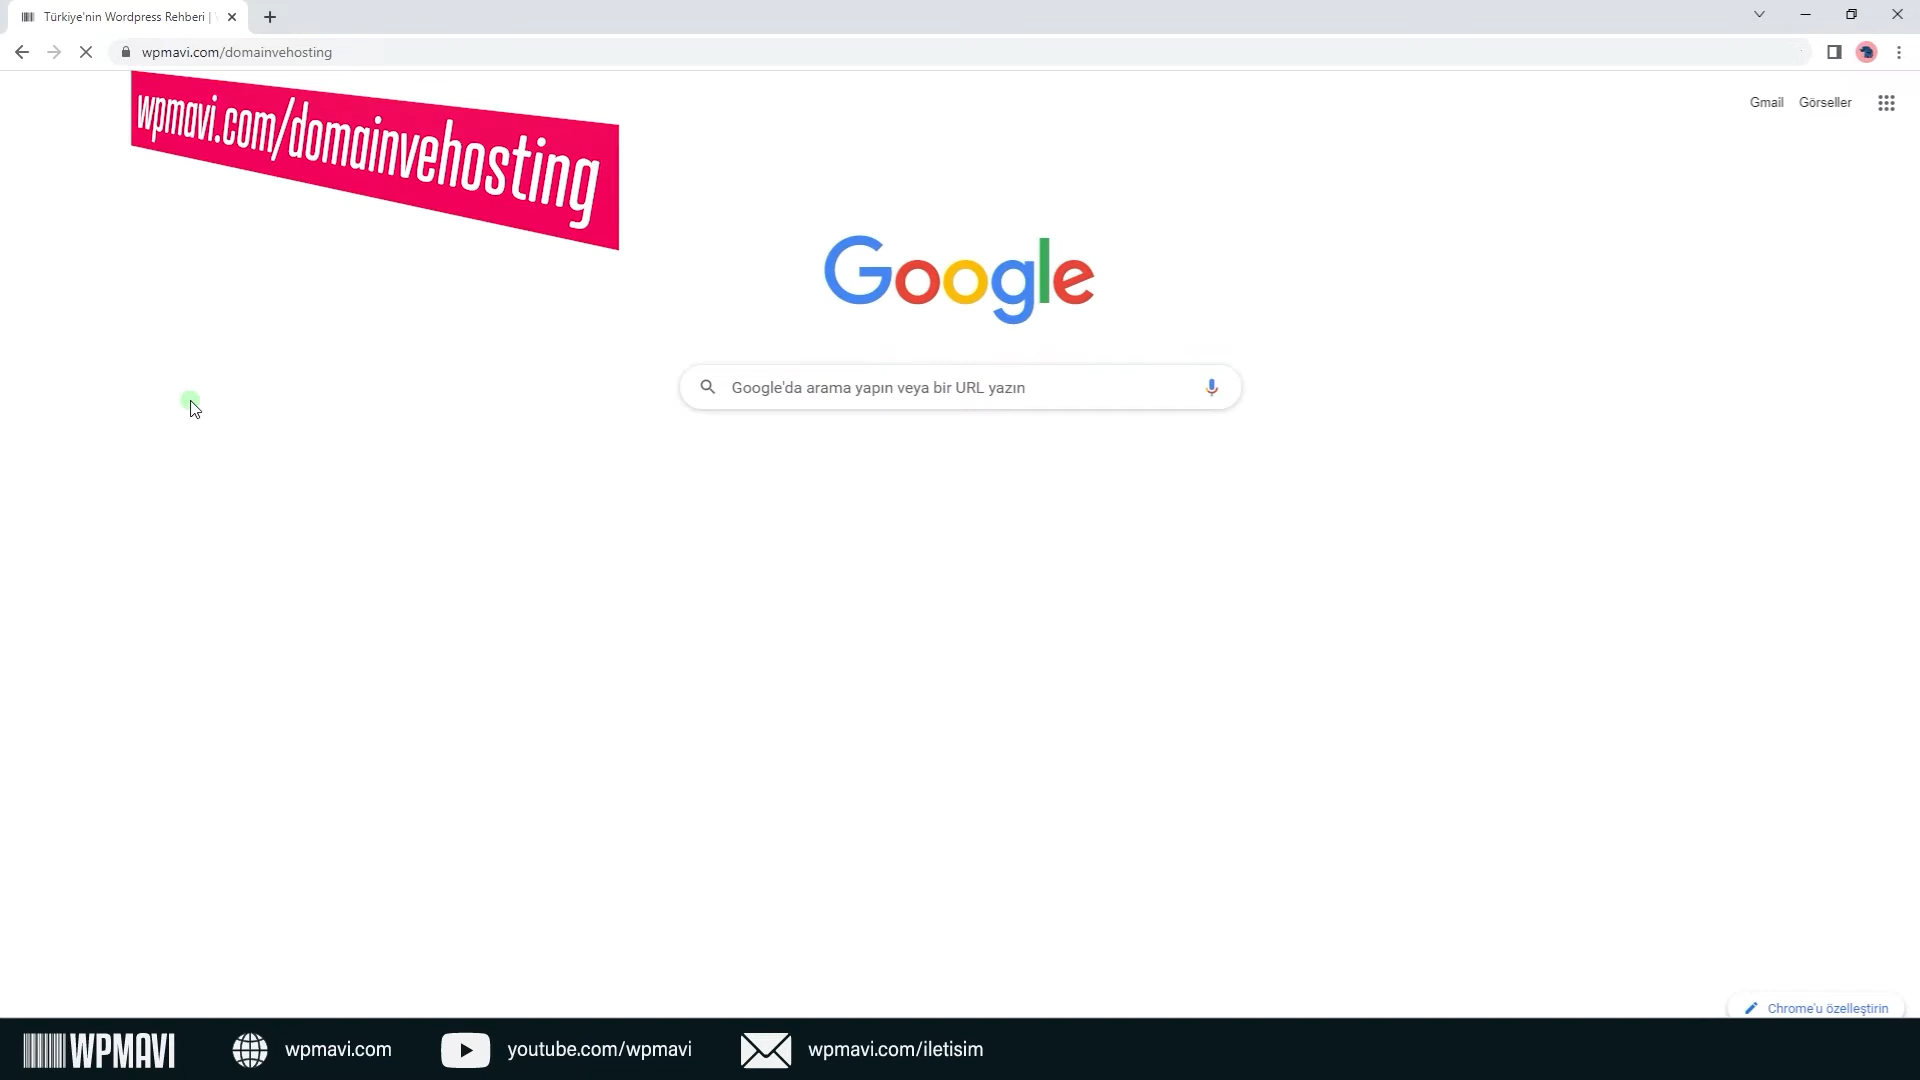 Türkiye'nin Wordpress Rehberi |
wpmavi.com/domainvehosting
wpmavi.com/domainvehosting
Gmail
Görseller
Google
Google'da arama yapın veya bir URL yazın
Chrome'u özelleştirin
WPMAVI
wpmavi.com
youtube.com/wpmavi
wpmavi.com/iletisim